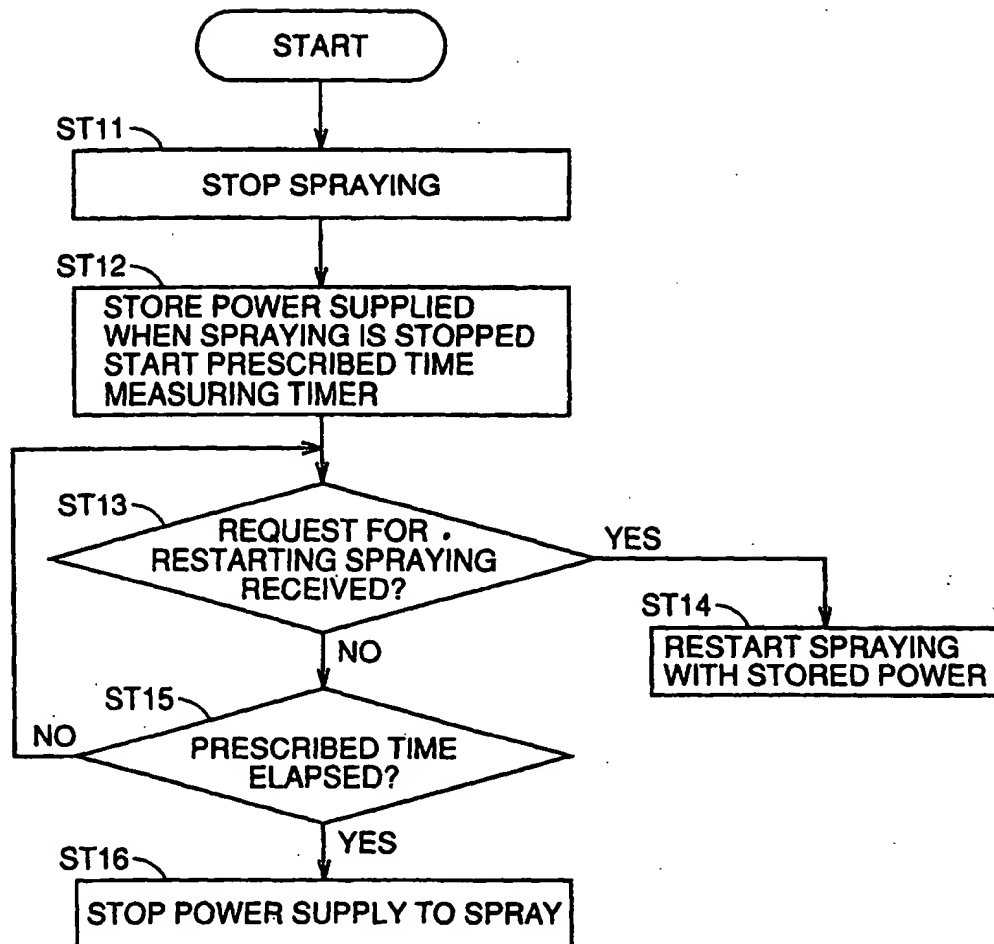 START
ST11
STOP SPRAYING
ST12
STORE POWER SUPPLIED
WHEN SPRAYING IS STOPPED
START PRESCRIBED TIME
MEASURING TIMER
ST13
REQUEST FOR
RESTARTING SPRAYING
RECEIVED?
YES
ST14
RESTART SPRAYING
WITH STORED POWER
NO
ST15
NO
PRESCRIBED TIME
ELAPSED?
YES
ST16
STOP POWER SUPPLY TO SPRAY